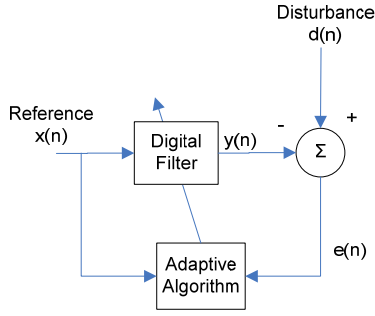 Disturbance
d(n)
Reference
x(n)
Digital
Filter
y(n)
-
+
Σ
e(n)
Adaptive
Algorithm